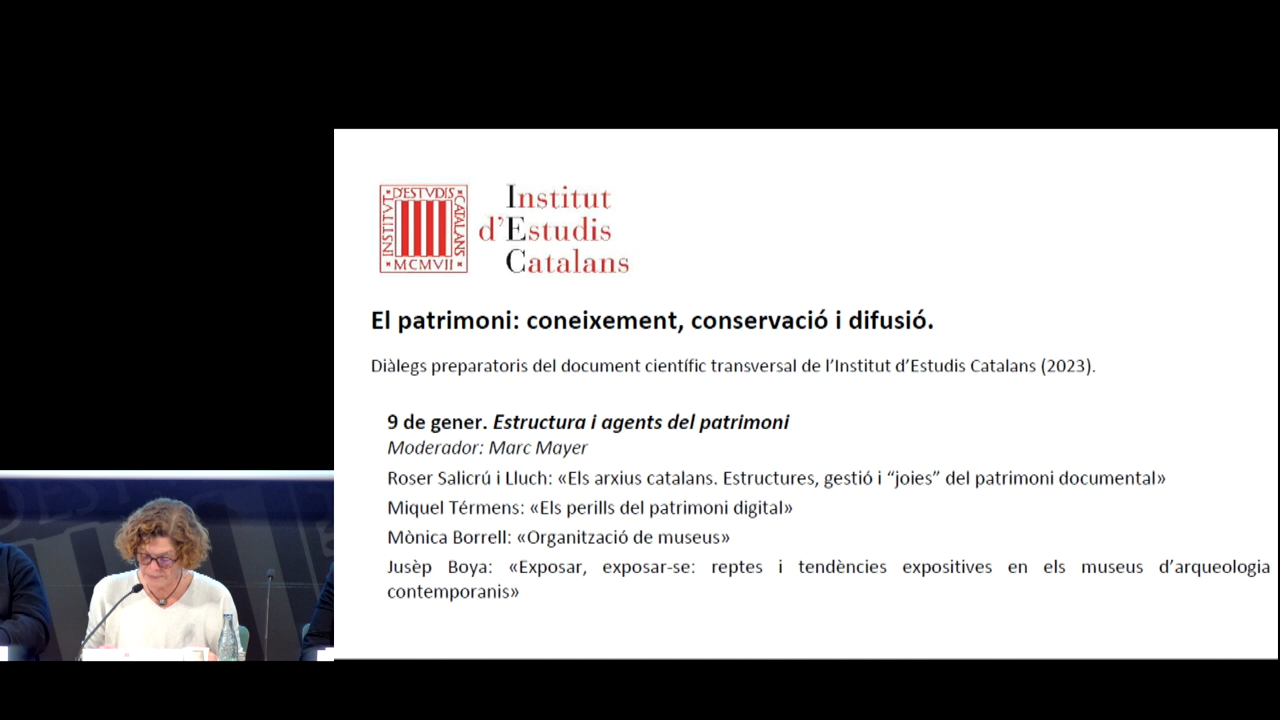 D'ESTVDIS
CATALANS
INSTITVT
MCMVII
Institut
d'Estudis
Catalans
El patrimoni: coneixement, conservació i difusió.
Diàlegs preparatoris del document científic transversal de l'Institut d'Estudis Catalans (2023).
9 de gener. Estructura i agents del patrimoni
Moderador: Marc Mayer
Roser Salicrú i Lluch: «Els arxius catalans. Estructures, gestió i “joies” del patrimoni documental»
Miquel Térmens: «Els perills del patrimoni digital»
Mònica Borrell: «Organització de museus»
Jusèp Boya: «Exposar, exposar-se: reptes i tendències expositives en els museus d'arqueologia
contemporanis»